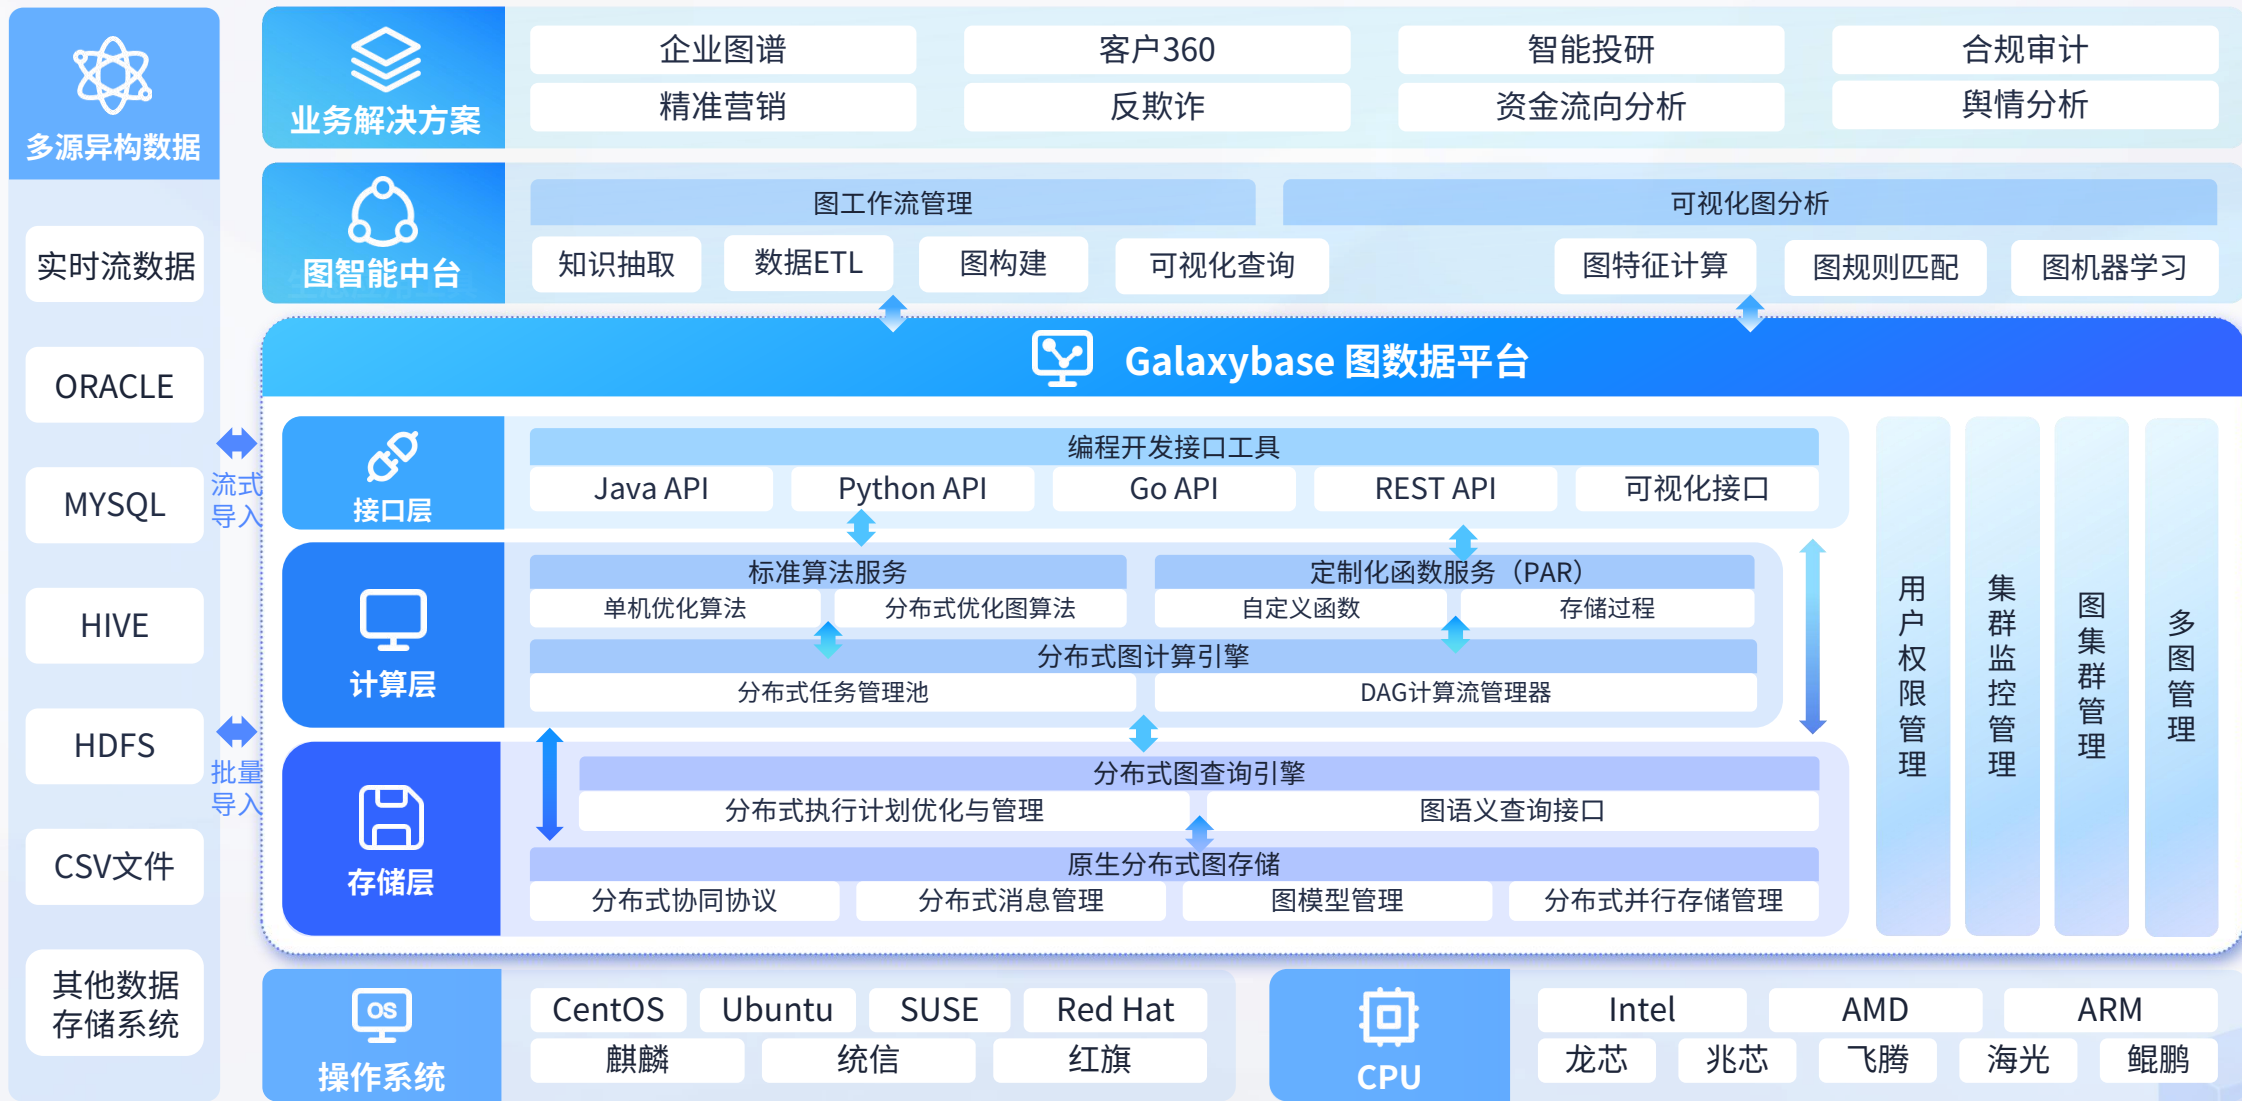 多源异构数据
实时流数据
ORACLE
MYSQL
HIVE
HDFS
CSV文件
其他数据
存储系统
流式
导入
批量
导入
业务解决方案
企业图谱
客户360
智能投研
合规审计
精准营销
反欺诈
资金流向分析
舆情分析
图智能中台
图工作流管理
可视化图分析
知识抽取
数据ETL
图构建
可视化查询
图特征计算
图规则匹配
图机器学习
Galaxybase 图数据平台
接口层
编程开发接口工具
Java API
Python API
Go API
REST API
可视化接口
计算层
标准算法服务
定制化函数服务（PAR）
单机优化算法
分布式优化图算法
自定义函数
存储过程
分布式图计算引擎
分布式任务管理池
DAG计算流管理器
存储层
分布式图查询引擎
分布式执行计划优化与管理
图语义查询接口
原生分布式图存储
分布式协同协议
分布式消息管理
图模型管理
分布式并行存储管理
用户权限管理
集群监控管理
图集群管理
多图管理
OS
操作系统
CentOS
Ubuntu
SUSE
Red Hat
麒麟
统信
红旗
CPU
Intel
AMD
ARM
龙芯
兆芯
飞腾
海光
鲲鹏